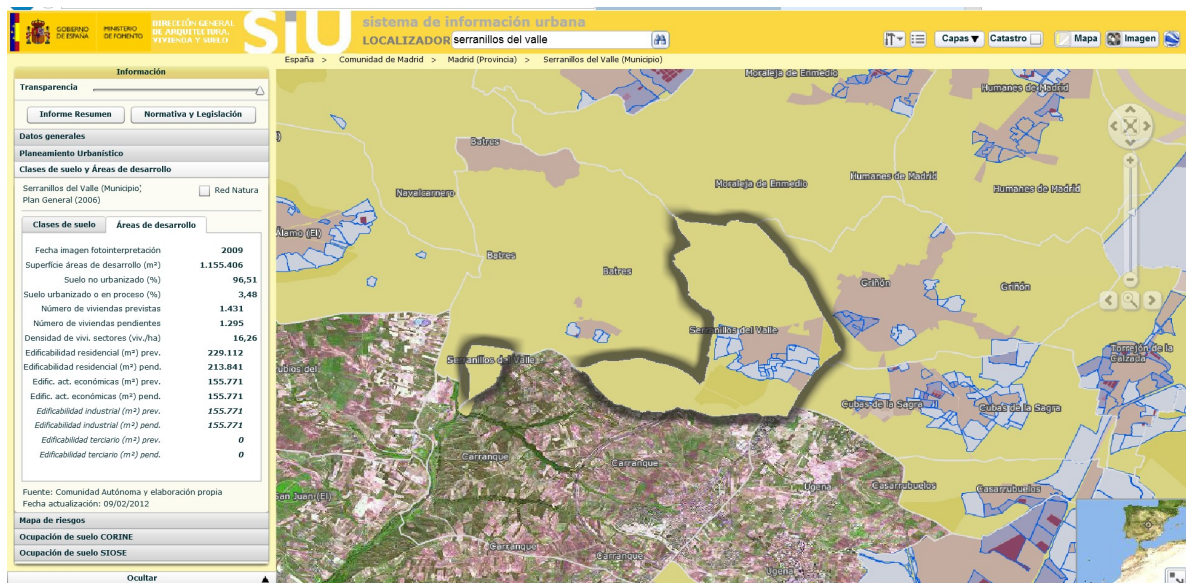 GOBIERNO
DE ESPAÑA
MINISTERIO
DE FOMENTO
DIRECCIÓN GENERAL
DE ARQUITECTURA,
VIVIENDA Y SUELO
SIU
sistema de información urbana
LOCALIZADOR serranillos del valle
Capas Catastro Mapa Imagen
España > Comunidad de Madrid > Madrid (Provincia) > Serranillos del Valle (Municipio)
Información
Transparencia
Informe Resumen Normativa y Legislación
Datos generales
Planeamiento Urbanístico
Clases de suelo y Áreas de desarrollo
Serranillos del Valle (Municipio)
Plan General (2006)
Red Natura
Clases de suelo Áreas de desarrollo
Fecha imagen fotointerpretación 2009
Superfície áreas de desarrollo (m²) 1.155.406
Suelo no urbanizado (%) 96,51
Suelo urbanizado o en proceso (%) 3,48
Número de viviendas previstas 1.431
Número de viviendas pendientes 1.295
Densidad de vivi. sectores (viv./ha) 16,26
Edificabilidad residencial (m²) prev. 229.112
Edificabilidad residencial (m²) pend. 213.841
Edific. act. económicas (m²) prev. 155.771
Edific. act. económicas (m²) pend. 155.771
Edificabilidad industrial (m²) prev. 155.771
Edificabilidad industrial (m²) pend. 155.771
Edificabilidad terciario (m²) prev. 0
Edificabilidad terciario (m²) pend. 0
Fuente: Comunidad Autónoma y elaboración propia
Fecha actualización: 09/02/2012
Mapa de riesgos
Ocupación de suelo CORINE
Ocupación de suelo SIOSE
Ocultar
Moraleja de Enmedio
Humanes de Madrid
Batres
Navalcarnero
Moraleja de Enmedio
Humanes de Madrid
Humanes de Madrid
Álamo (El)
Batres
Batres
Griñón
Griñón
Serranillos del Valle
Serranillos del Valle
Torrejón de la
Calzada
rubios del
Cubas de la Sagra
Cubas de la Sagra
Carranque
Carranque
San Juan (El)
Ugena
Casarrubuelos
Casarrubuelos
Carranque
Carranque
Ugena